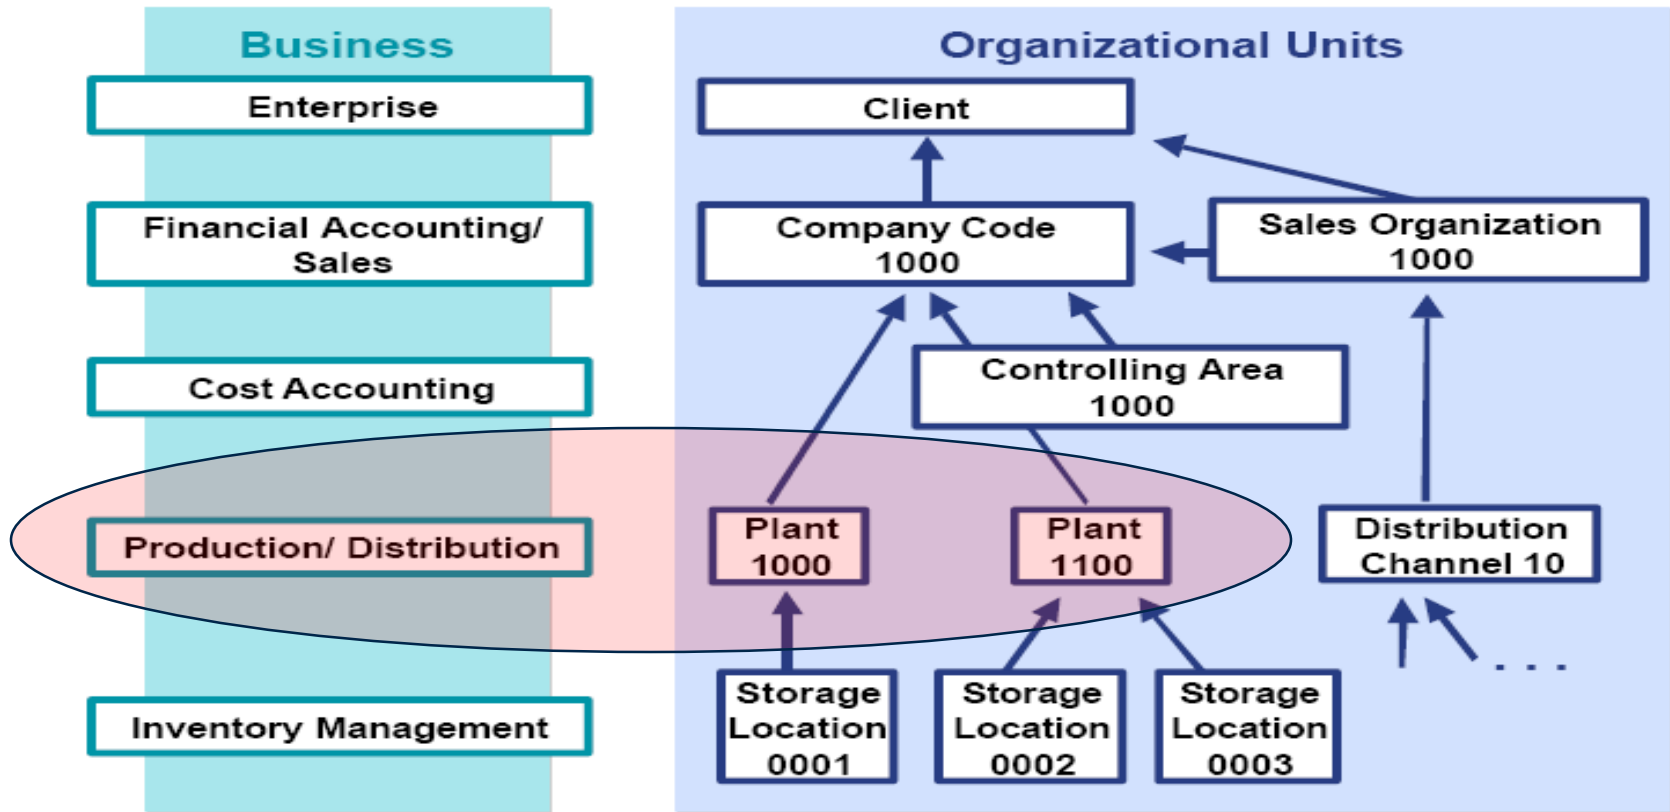 Business
Organizational Units
Enterprise
Client
Financial Accounting/
Sales
Company Code
1000
Sales Organization
1000
Cost Accounting
Controlling Area
1000
Production/ Distribution
Plant
1000
Plant
1100
Distribution
Channel 10
. . .
Inventory Management
Storage
Location
0001
Storage
Location
0002
Storage
Location
0003